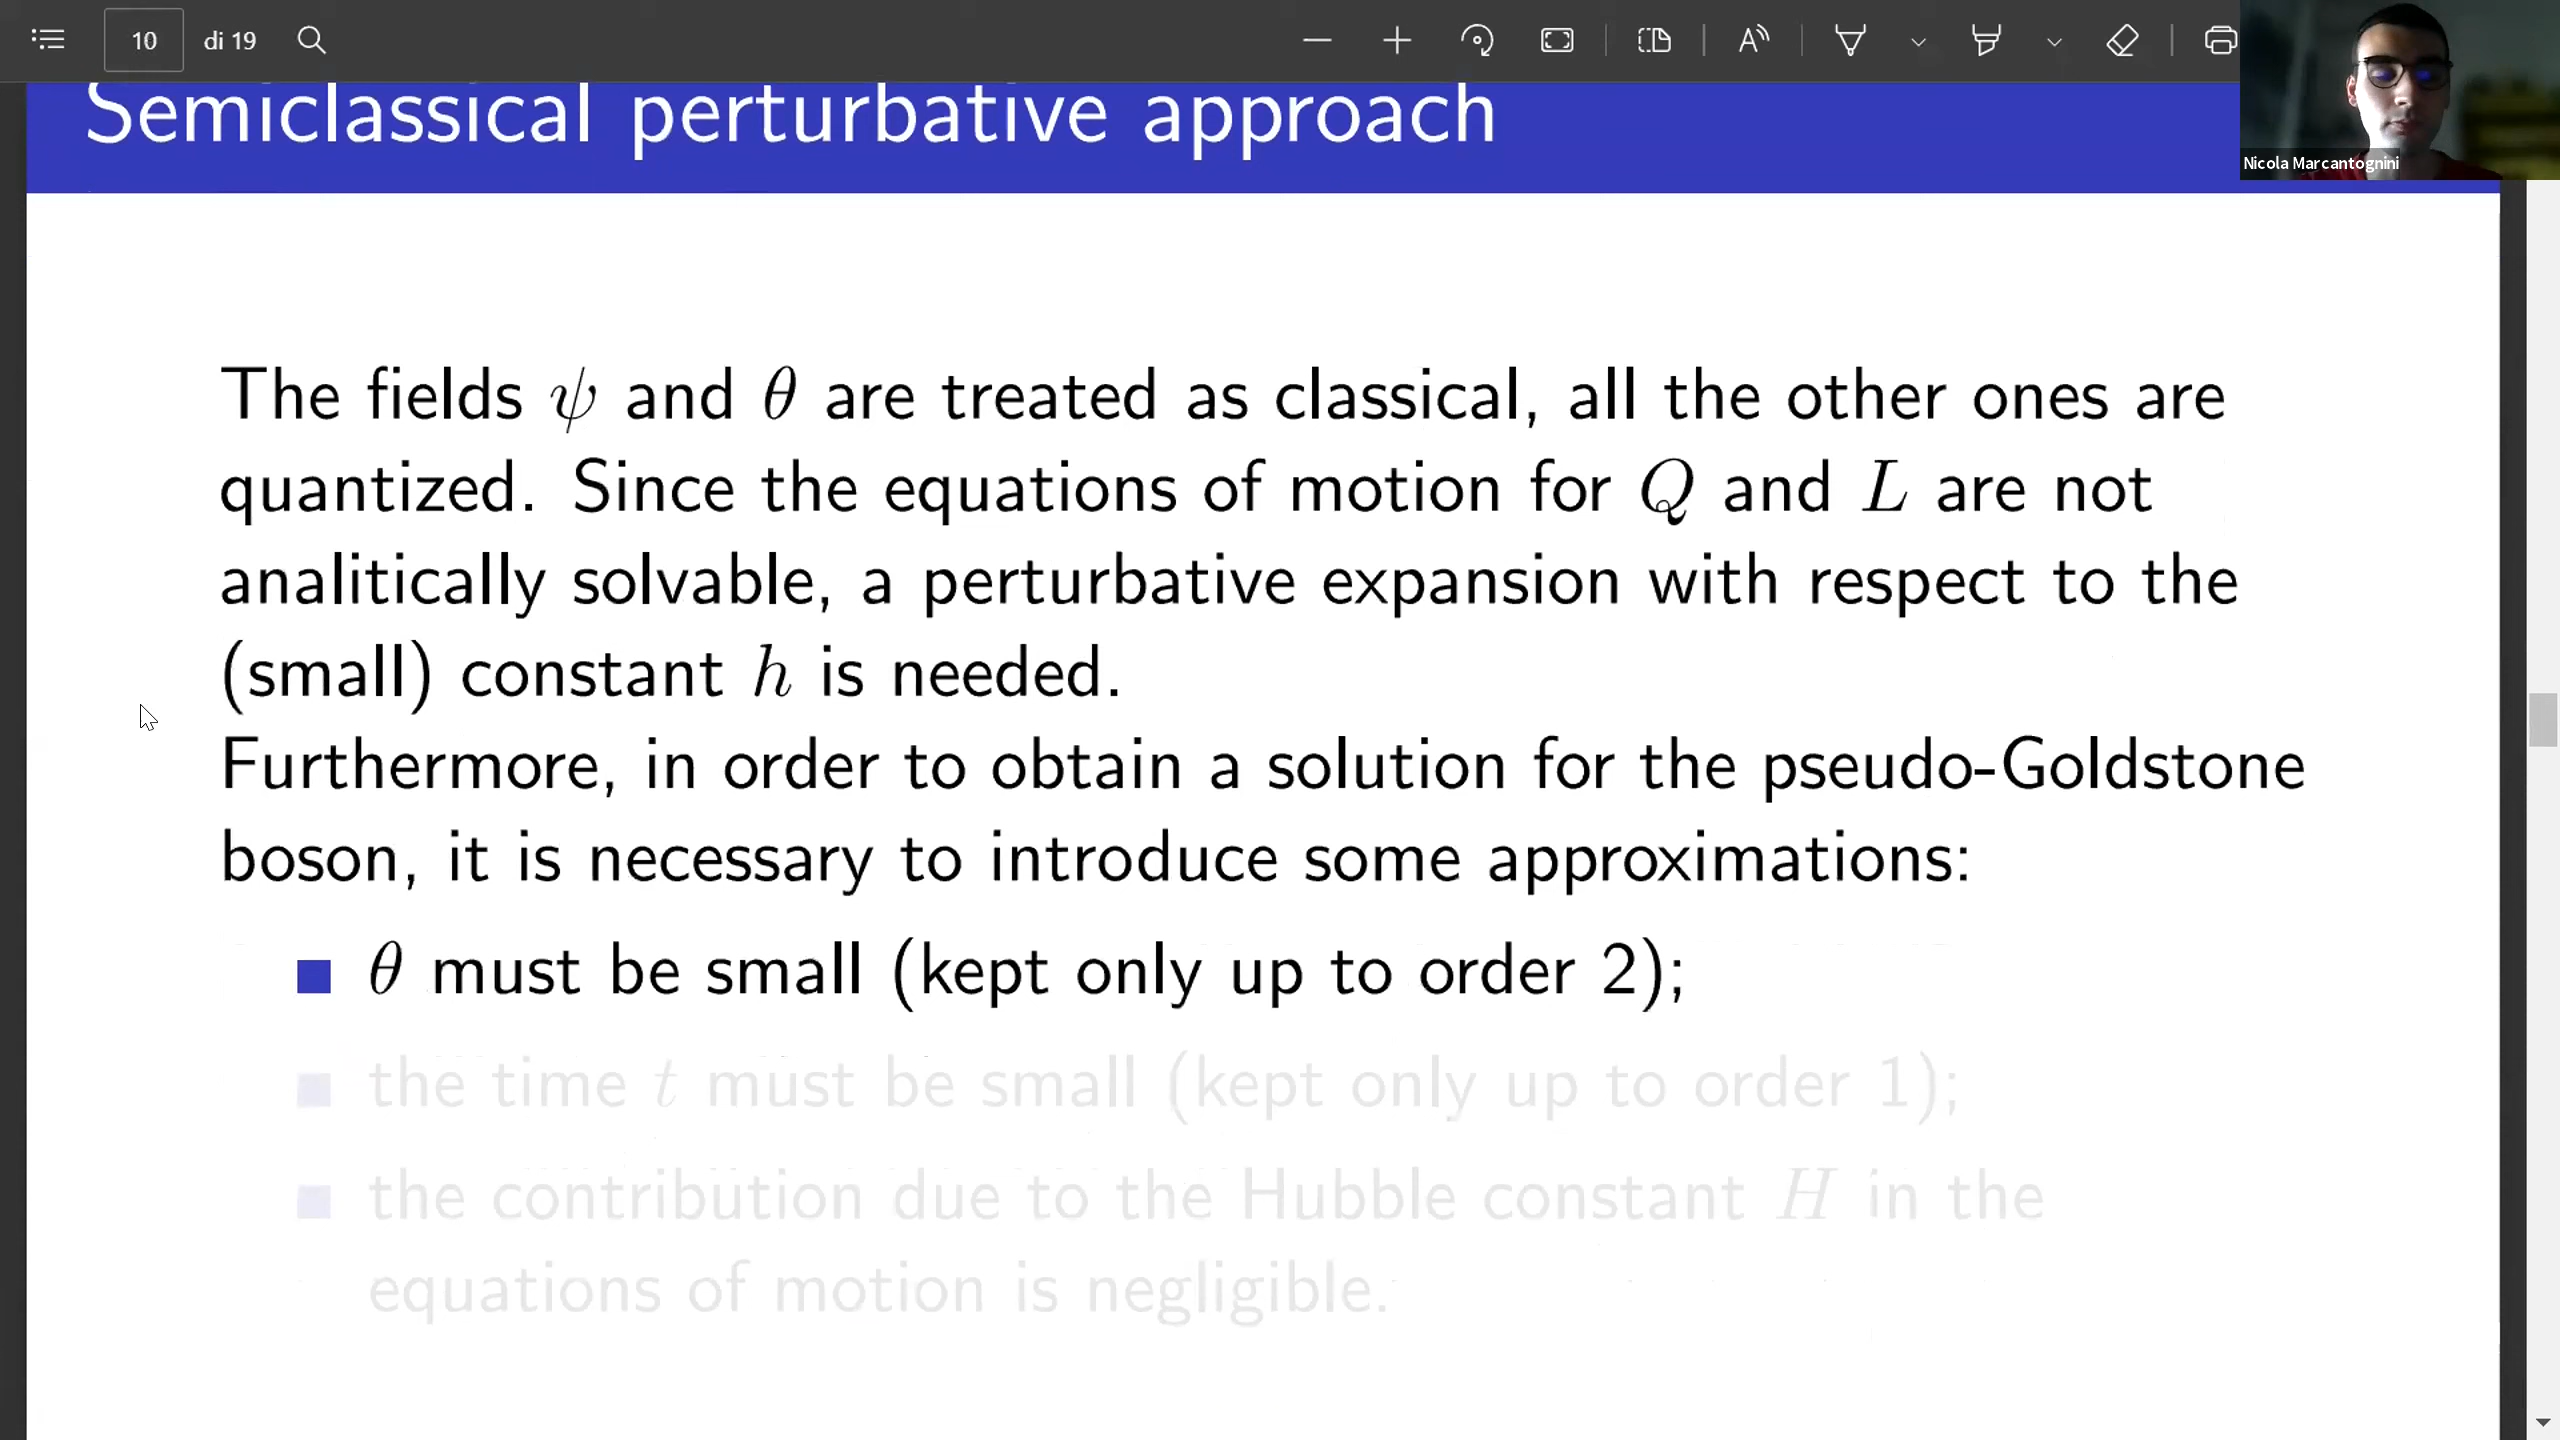 10 di 19
Semiclassical perturbative approach
Nicola Marcantognini
The fields ψ and θ are treated as classical, all the other ones are
quantized. Since the equations of motion for Q and L are not
analitically solvable, a perturbative expansion with respect to the
(small) constant h is needed.
Furthermore, in order to obtain a solution for the pseudo-Goldstone
boson, it is necessary to introduce some approximations:
θ must be small (kept only up to order 2);
the time t must be small (kept only up to order 1);
the contribution due to the Hubble constant H in the
equations of motion is negligible.